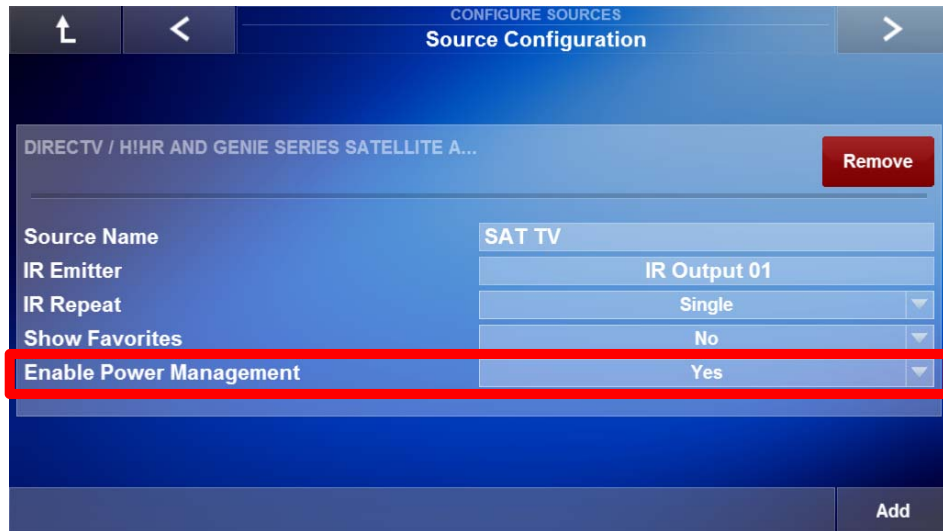 CONFIGURE SOURCES
Source Configuration
DIRECTV / H!HR AND GENIE SERIES SATELLITE A...
Remove
Source Name SAT TV
IR Emitter IR Output 01
IR Repeat Single
Show Favorites No
Enable Power Management Yes
Add